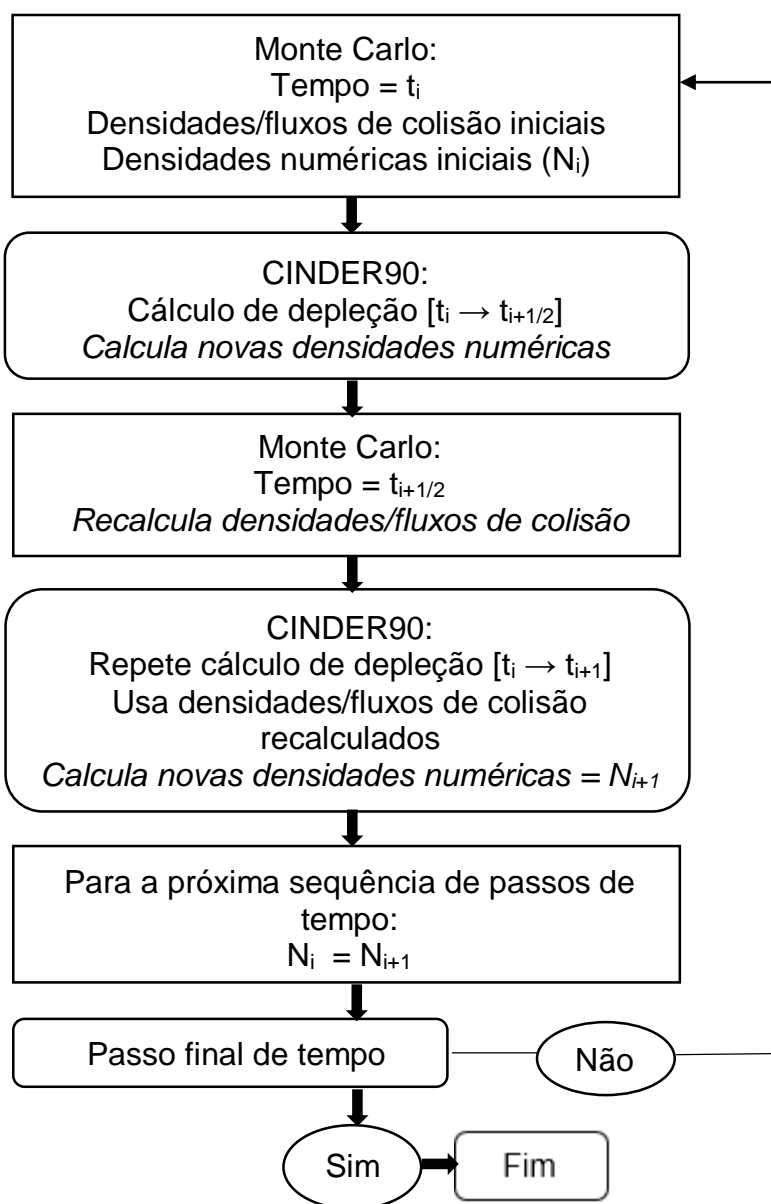 Monte Carlo:
Tempo = tᵢ
Densidades/fluxos de colisão iniciais
Densidades numéricas iniciais (Nᵢ)
CINDER90:
Cálculo de depleção [tᵢ → tᵢ₊₁/₂]
Calcula novas densidades numéricas
Monte Carlo:
Tempo = tᵢ₊₁/₂
Recalcula densidades/fluxos de colisão
CINDER90:
Repete cálculo de depleção [tᵢ → tᵢ₊₁]
Usa densidades/fluxos de colisão
recalculados
Calcula novas densidades numéricas = Nᵢ₊₁
Para a próxima sequência de passos de
tempo:
Nᵢ = Nᵢ₊₁
Passo final de tempo
Não
Sim
Fim